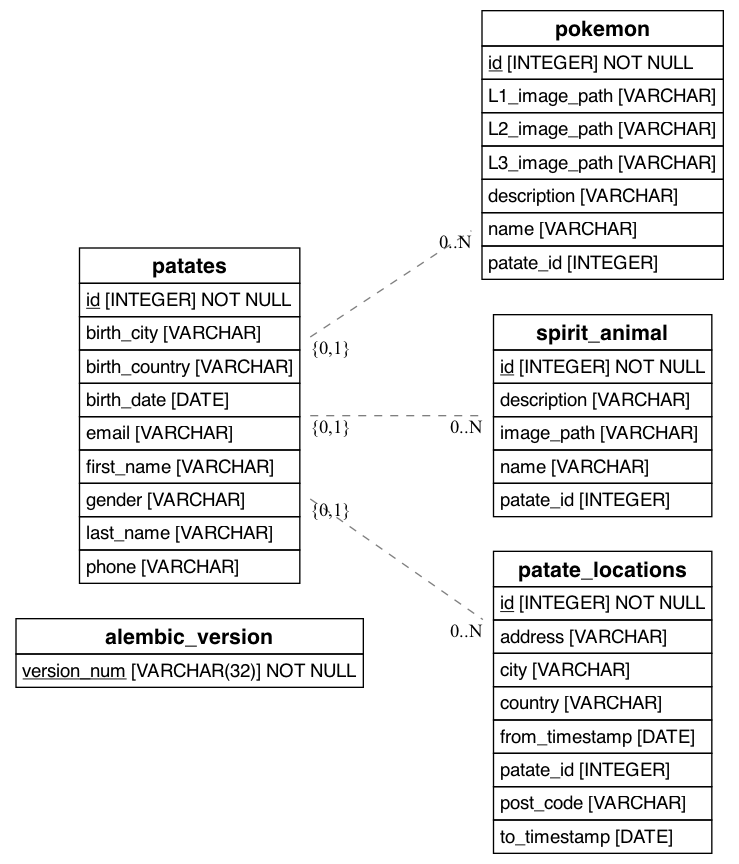 pokemon
id [INTEGER] NOT NULL
L1_image_path [VARCHAR]
L2_image_path [VARCHAR]
L3_image_path [VARCHAR]
description [VARCHAR]
name [VARCHAR]
patate_id [INTEGER]
0..N
patates
id [INTEGER] NOT NULL
birth_city [VARCHAR]
birth_country [VARCHAR]
birth_date [DATE]
email [VARCHAR]
first_name [VARCHAR]
gender [VARCHAR]
last_name [VARCHAR]
phone [VARCHAR]
{0,1}
{0,1}
{0,1}
spirit_animal
id [INTEGER] NOT NULL
description [VARCHAR]
image_path [VARCHAR]
name [VARCHAR]
patate_id [INTEGER]
0..N
patate_locations
id [INTEGER] NOT NULL
address [VARCHAR]
city [VARCHAR]
country [VARCHAR]
from_timestamp [DATE]
patate_id [INTEGER]
post_code [VARCHAR]
to_timestamp [DATE]
0..N
alembic_version
version_num [VARCHAR(32)] NOT NULL